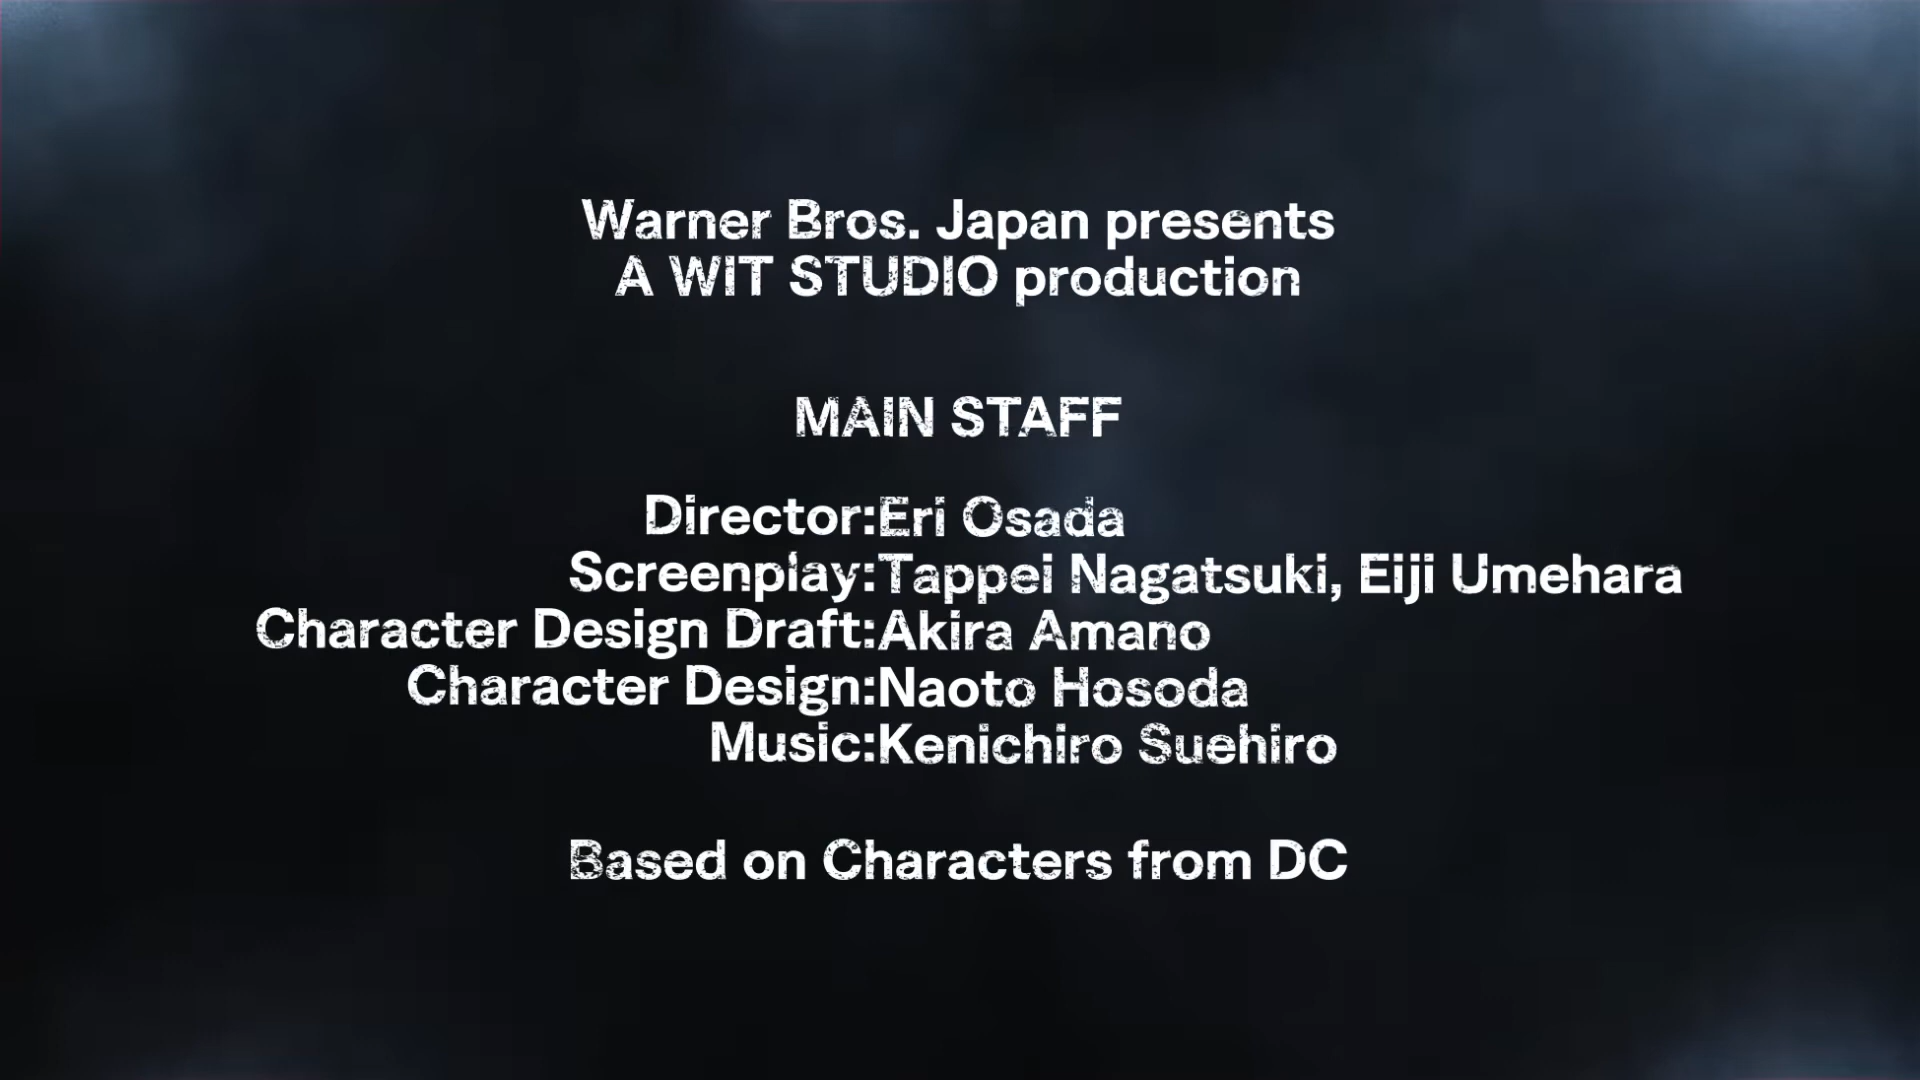 Warner Bros. Japan presents
A WIT STUDIO production
MAIN STAFF
Director:Eri Osada
Screenplay:Tappei Nagatsuki, Eiji Umehara
Character Design Draft:Akira Amano
Character Design:Naoto Hosoda
Music:Kenichiro Suehiro
Based on Characters from DC